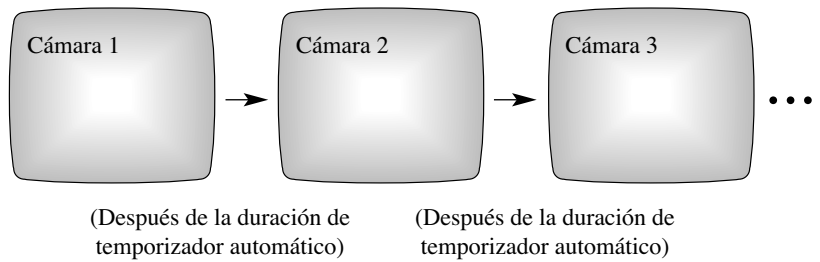 Cámara 1
Cámara 2
Cámara 3
(Después de la duración de
temporizador automático)
(Después de la duración de
temporizador automático)